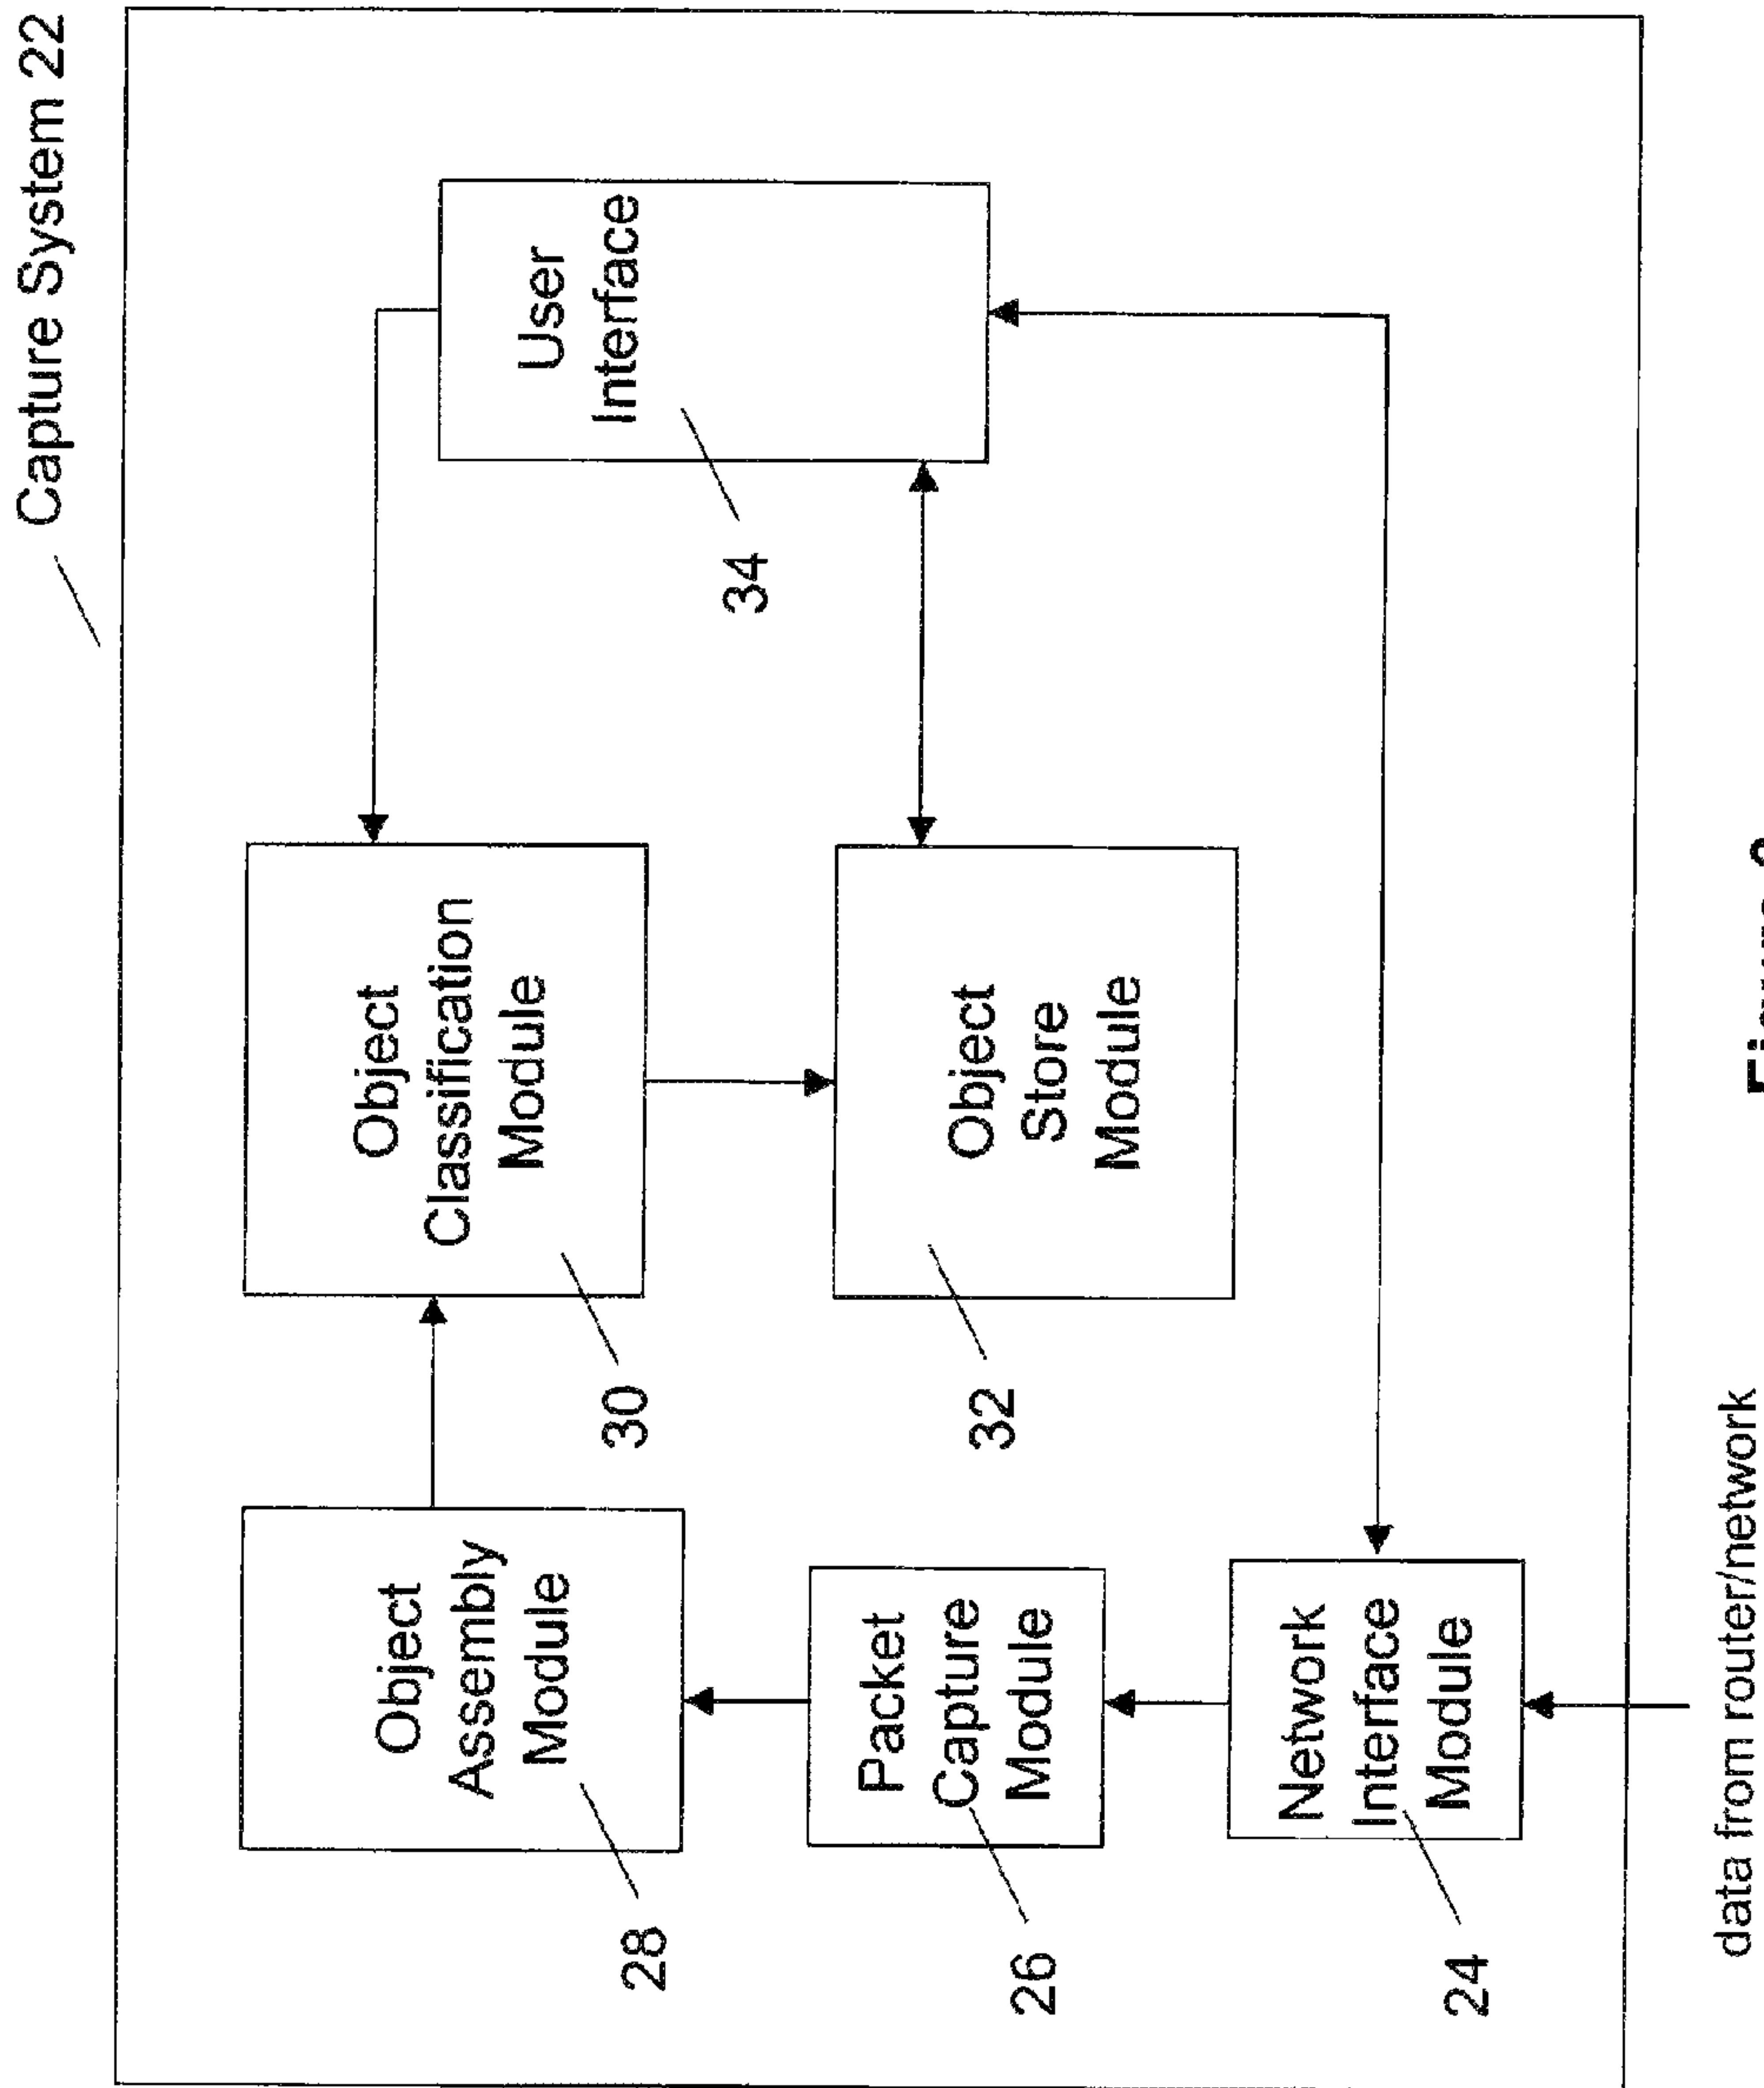 Capture System 22
Object
Assembly
Module
28
Object
Classification
Module
30
User
Interface
34
Packet
Capture
Module
26
Object
Store
Module
32
Network
Interface
Module
24
data from router/network
Figure